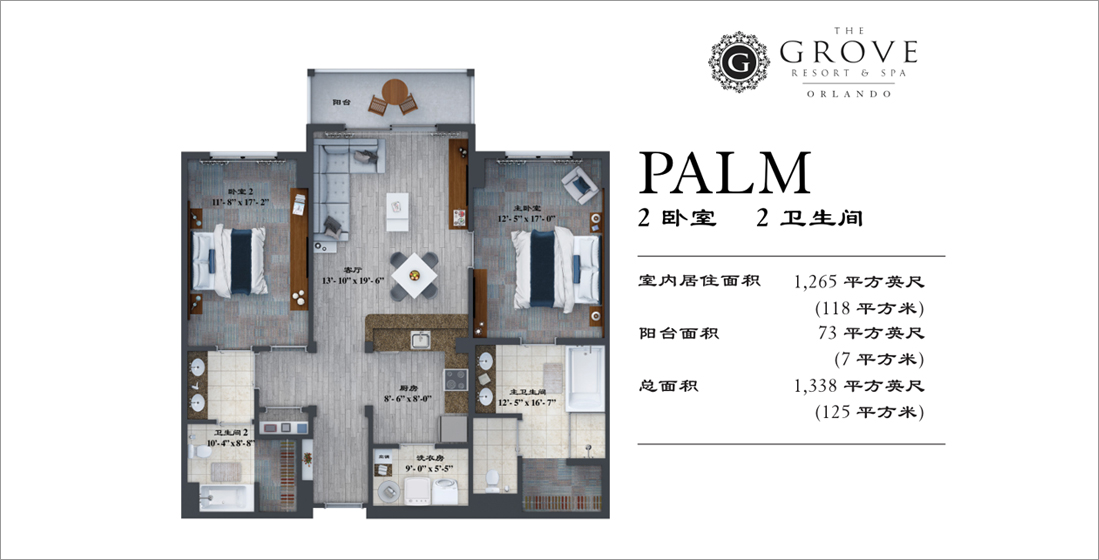 THE
GROVE
RESORT & SPA
ORLANDO
G
PALM
2 卧室 2 卫生间
室内居住面积 1,265 平方英尺
(118 平方米)
阳台面积 73 平方英尺
(7 平方米)
总面积 1,338 平方英尺
(125 平方米)
阳台
卧室 2
11'- 8" x 17'- 2"
主卧室
12'- 5" x 17'- 0"
客厅
13'- 10" x 19'- 6"
厨房
8'- 6" x 8'-0"
主卫生间
12'- 5" x 16'- 7"
卫生间 2
10'- 4" x 8'- 8"
洗衣房
9'- 0" x 5'-5"